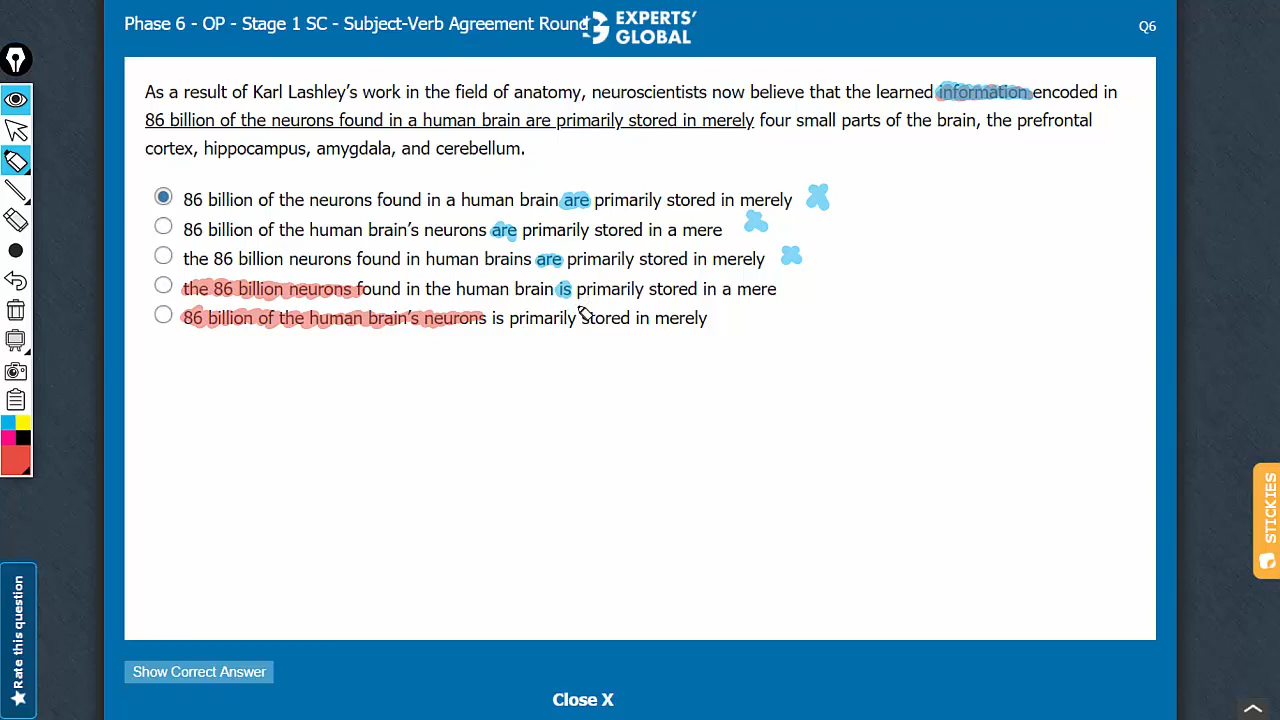 Phase 6 - OP - Stage 1 SC - Subject-Verb Agreement Round
EXPERTS’
GLOBAL
Q6
As a result of Karl Lashley’s work in the field of anatomy, neuroscientists now believe that the learned information encoded in
86 billion of the neurons found in a human brain are primarily stored in merely four small parts of the brain, the prefrontal
cortex, hippocampus, amygdala, and cerebellum.
86 billion of the neurons found in a human brain are primarily stored in merely
86 billion of the human brain’s neurons are primarily stored in a mere
the 86 billion neurons found in human brains are primarily stored in merely
the 86 billion neurons found in the human brain is primarily stored in a mere
86 billion of the human brain’s neurons is primarily stored in merely
STICKIES
Rate this question
Show Correct Answer
Close X